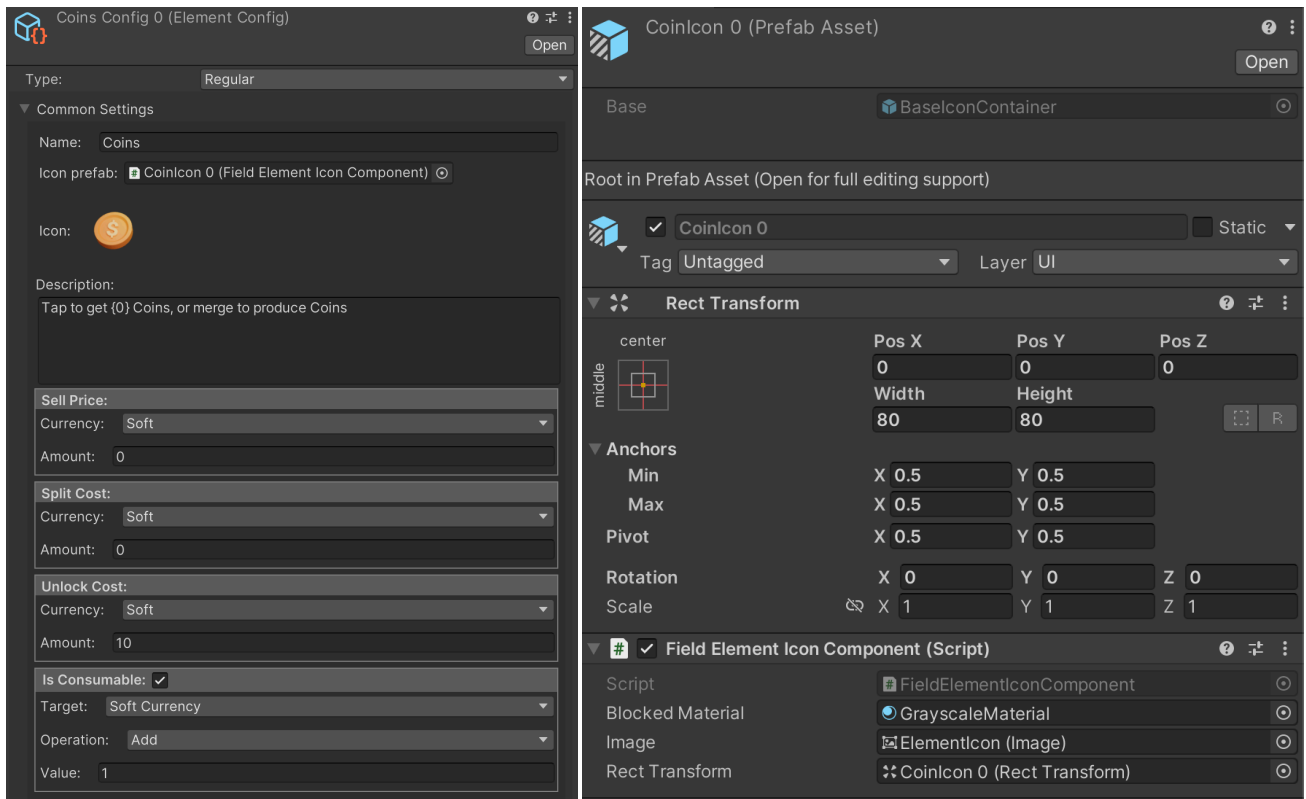 Coins Config 0 (Element Config)
Open
Type: Regular
Common Settings
Name: Coins
Icon prefab: # CoinIcon 0 (Field Element Icon Component)
Icon: $
Description:
Tap to get {0} Coins, or merge to produce Coins
Sell Price:
Currency: Soft
Amount: 0
Split Cost:
Currency: Soft
Amount: 0
Unlock Cost:
Currency: Soft
Amount: 10
Is Consumable:
Target: Soft Currency
Operation: Add
Value: 1
CoinIcon 0 (Prefab Asset)
Open
Base BaseIconContainer
Root in Prefab Asset (Open for full editing support)
CoinIcon 0 Static
Tag Untagged Layer UI
Rect Transform
center
middle
Pos X Pos Y Pos Z
0 0 0
Width Height
80 80 R
Anchors
Min X 0.5 Y 0.5
Max X 0.5 Y 0.5
Pivot X 0.5 Y 0.5
Rotation X 0 Y 0 Z 0
Scale X 1 Y 1 Z 1
# Field Element Icon Component (Script)
Script # FieldElementIconComponent
Blocked Material GrayscaleMaterial
Image ElementIcon (Image)
Rect Transform CoinIcon 0 (Rect Transform)